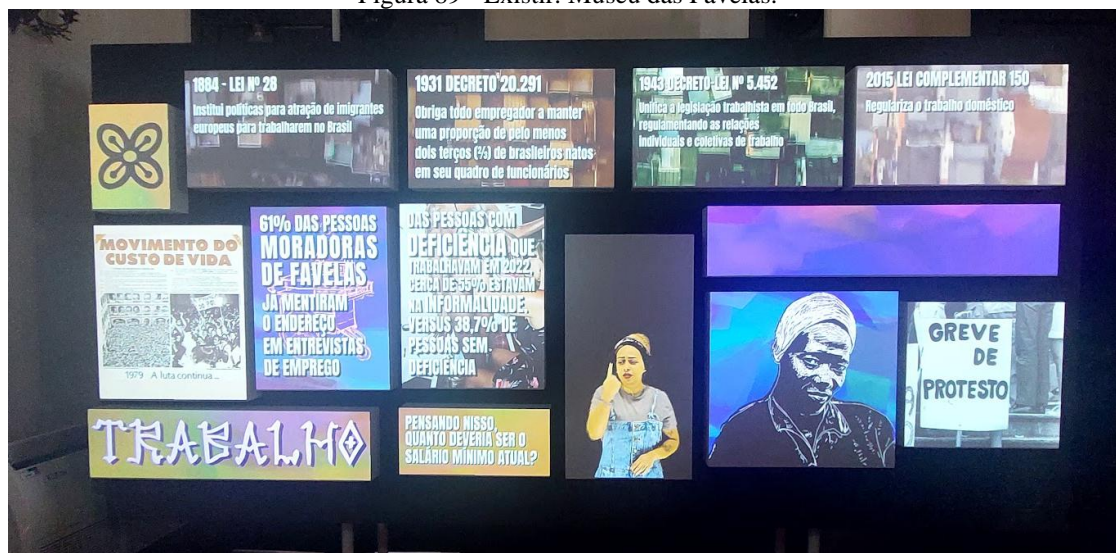 Figura 89 - Existir. Museu das Favelas.
1884 - LEI Nº 28
Institui políticas para atração de imigrantes
europeus para trabalharem no Brasil
1931 DECRETO 20.291
Obriga todo empregador a manter
uma proporção de pelo menos
dois terços (⅔) de brasileiros natos
em seu quadro de funcionários
1943 DECRETO-LEI Nº 5.452
Unifica a legislação trabalhista em todo Brasil,
regulamentando as relações
individuais e coletivas de trabalho
2015 LEI COMPLEMENTAR 150
Regulariza o trabalho doméstico
MOVIMENTO DO
CUSTO DE VIDA
1979 - A luta continua...
61% DAS PESSOAS
MORADORAS
DE FAVELAS
JÁ MENTIRAM
O ENDEREÇO
EM ENTREVISTAS
DE EMPREGO
DAS PESSOAS COM
DEFICIÊNCIA QUE
TRABALHAVAM EM 2022,
CERCA DE 55% ESTAVAM
NA INFORMALIDADE.
VERSUS 38,7% DE
PESSOAS SEM
DEFICIÊNCIA
GREVE
DE
PROTESTO
TRABALHO
PENSANDO NISSO,
QUANTO DEVERIA SER O
SALÁRIO MÍNIMO ATUAL?